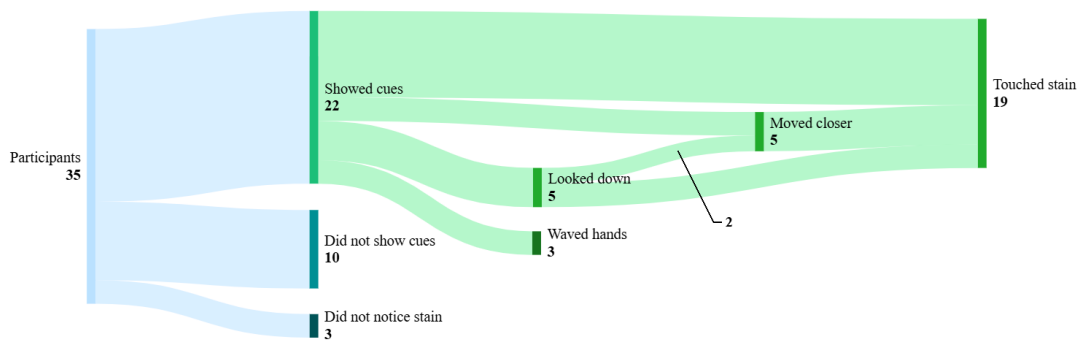 Participants
35
Showed cues
22
Did not show cues
10
Did not notice stain
3
Looked down
5
Waved hands
3
2
Moved closer
5
Touched stain
19